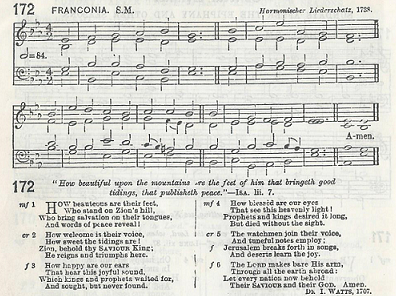 172 FRANCONIA. S.M. Harmonischer Liederschatz, 1738.
=84.
A-men.
172
"How beautiful upon the mountains are the feet of him that bringeth good
tidings, that publisheth peace."—ISA. lii. 7.
mf 1 HOW beauteous are their feet,
Who stand on Zion's hill,
Who bring salvation on their tongues,
And words of peace reveal!
cr 2 How welcome is their voice,
How sweet the tidings are!
Zion, behold thy SAVIOUR KING;
He reigns and triumphs here.
f 3 How happy are our ears
That hear this joyful sound,
Which kings and prophets waited for,
And sought, but never found.
mf 4 How blessèd are our eyes
That see this heavenly light!
Prophets and kings desired it long,
But died without the sight.
cr 5 The watchmen join their voice,
And tuneful notes employ;
f Jerusalem breaks forth in songs,
And deserts learn the joy.
f 6 The LORD makes bare His arm,
Through all the earth abroad:
Let every nation now behold
Their SAVIOUR and their GOD. Amen.
DR. I. WATTS, 1707.